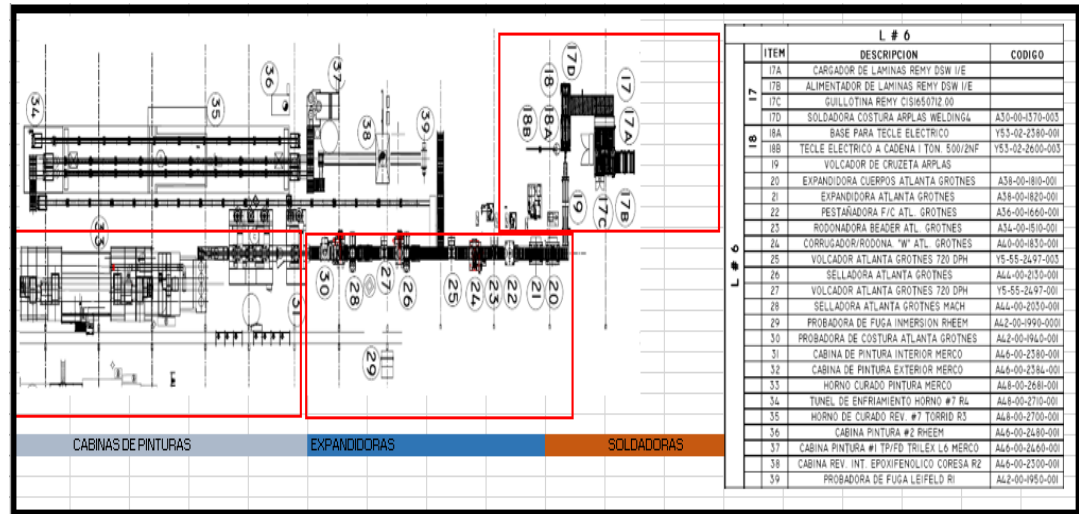 34
35
36
37
38
39
17D
18
18A
18B
17
17A
17B
17C
19
33
31
30
28
27
26
25
24
23
22
21
20
29
CABINAS DE PINTURAS
EXPANDIDORAS
SOLDADORAS
L # 6
ITEM DESCRIPCION CODIGO
L # 6
17
18
17A CARGADOR DE LAMINAS REMY DSW I/E
17B ALIMENTADOR DE LAMINAS REMY DSW I/E
17C GUILLOTINA REMY CISI650712.00
17D SOLDADORA COSTURA ARPLAS WELDING4 A30-00-1370-003
18A BASE PARA TECLE ELECTRICO Y53-02-2380-001
18B TECLE ELECTRICO A CADENA 1 TON. 500/2NF Y53-02-2600-003
19 VOLCADOR DE CRUZETA ARPLAS
20 EXPANDIDORA CUERPOS ATLANTA GROTNES A38-00-1810-001
21 EXPANDIDORA ATLANTA GROTNES A38-00-1820-001
22 PESTAÑADORA F/C ATL. GROTNES A36-00-1660-001
23 RODONADORA BEADER ATL. GROTNES A34-00-1510-001
24 CORRUGADOR/RODONA. "W" ATL. GROTNES A40-00-1830-001
25 VOLCADOR ATLANTA GROTNES 720 DPH Y5-55-2497-003
26 SELLADORA ATLANTA GROTNES A44-00-2130-001
27 VOLCADOR ATLANTA GROTNES 720 DPH Y5-55-2497-001
28 SELLADORA ATLANTA GROTNES MACH A44-00-2030-001
29 PROBADORA DE FUGA INMERSION RHEEM A42-00-1990-0001
30 PROBADORA DE COSTURA ATLANTA GROTNES A42-00-1940-001
31 CABINA DE PINTURA INTERIOR MERCO A46-00-2380-001
32 CABINA DE PINTURA EXTERIOR MERCO A46-00-2384-001
33 HORNO CURADO PINTURA MERCO A48-00-2681-001
34 TUNEL DE ENFRIAMIENTO HORNO #7 R4 A48-00-2710-001
35 HORNO DE CURADO REV. #7 TORRID R3 A48-00-2700-001
36 CABINA PINTURA #2 RHEEM A46-00-2480-001
37 CABINA PINTURA #1 TP/FD TRILEX L6 MERCO A46-00-2460-001
38 CABINA REV. INT. EPOXIFENOLICO CORESA R2 A46-00-2300-001
39 PROBADORA DE FUGA LEIFELD R1 A42-00-1950-001